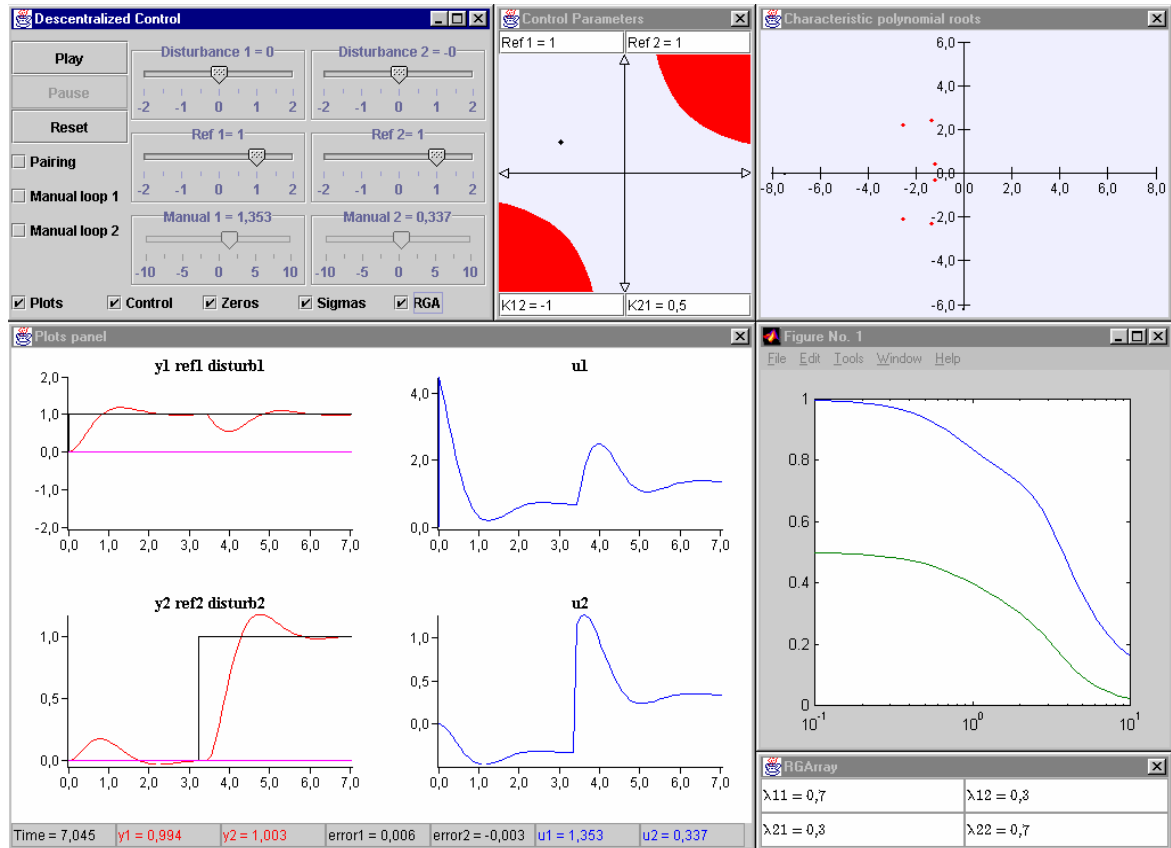 Descentralized Control
Play
Pause
Reset
Pairing
Manual loop 1
Manual loop 2
Disturbance 1 = 0
-2 -1 0 1 2
Disturbance 2 = -0
-2 -1 0 1 2
Ref 1= 1
-2 -1 0 1 2
Ref 2= 1
-2 -1 0 1 2
Manual 1 = 1,353
-10 -5 0 5 10
Manual 2 = 0,337
-10 -5 0 5 10
Plots Control Zeros Sigmas RGA
Control Parameters
Ref 1 = 1 Ref 2 = 1
K12 = -1 K21 = 0,5
Characteristic polynomial roots
6,0
4,0
2,0
0,0
-8,0 -6,0 -4,0 -2,0 0,0 2,0 4,0 6,0 8,0
-2,0
-4,0
-6,0
Plots panel
y1 ref1 disturb1
2,0
1,0
0,0
-1,0
-2,0
0,0 1,0 2,0 3,0 4,0 5,0 6,0 7,0
u1
4,0
2,0
0,0
0,0 1,0 2,0 3,0 4,0 5,0 6,0 7,0
y2 ref2 disturb2
1,0
0,5
0,0
0,0 1,0 2,0 3,0 4,0 5,0 6,0 7,0
u2
1,0
0,5
0,0
0,0 1,0 2,0 3,0 4,0 5,0 6,0 7,0
Time = 7,045 y1 = 0,994 y2 = 1,003 error1 = 0,006 error2 = -0,003 u1 = 1,353 u2 = 0,337
Figure No. 1
File Edit Tools Window Help
1
0.8
0.6
0.4
0.2
0
10-1 100 101
RGArray
λ11 = 0,7 λ12 = 0,3
λ21 = 0,3 λ22 = 0,7